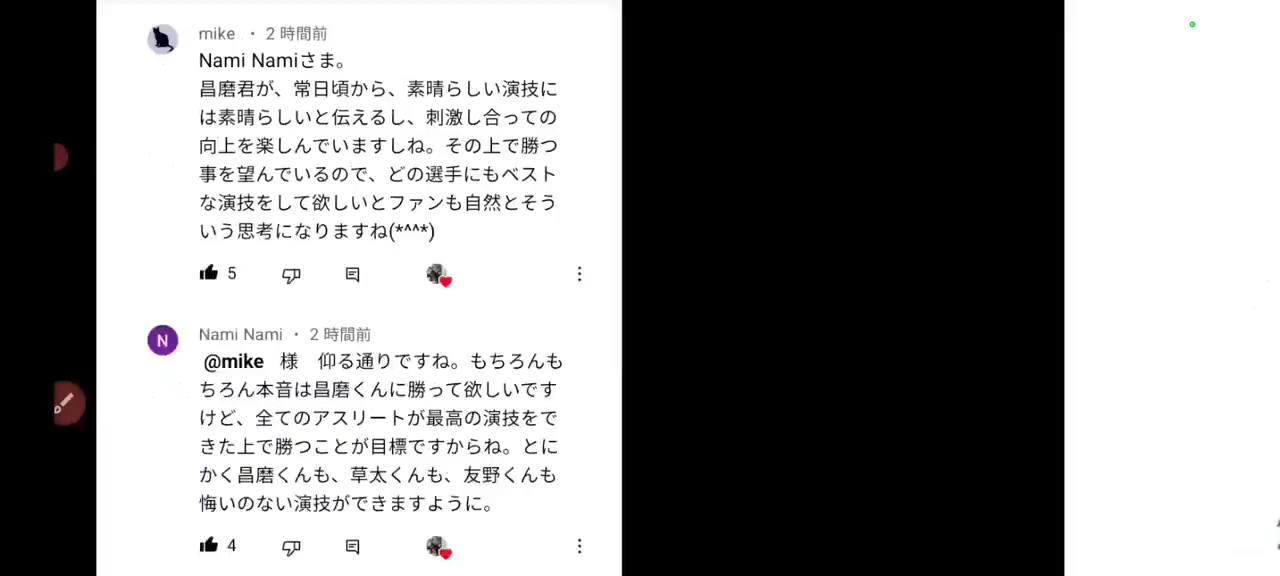 mike ・ 2 時間前
Nami Namiさま。
昌磨君が、常日頃から、素晴らしい演技に
は素晴らしいと伝えるし、刺激し合っての
向上を楽しんでいますしね。その上で勝つ
事を望んでいるので、どの選手にもベスト
な演技をして欲しいとファンも自然とそう
いう思考になりますね(*^^*)
5
N
Nami Nami ・ 2 時間前
@mike 様 仰る通りですね。もちろんも
ちろん本音は昌磨くんに勝って欲しいです
けど、全てのアスリートが最高の演技をで
きた上で勝つことが目標ですからね。とに
かく昌磨くんも、草太くんも、友野くんも
悔いのない演技ができますように。
4